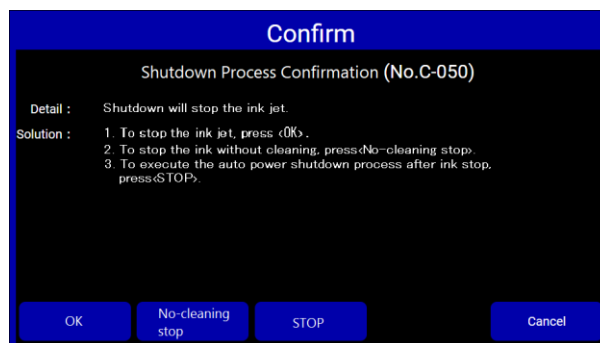 Confirm
Shutdown Process Confirmation (No.C-050)
Detail : Shutdown will stop the ink jet.
Solution : 1. To stop the ink jet, press ‹OK›.
2. To stop the ink without cleaning, press‹No-cleaning stop›.
3. To execute the auto power shutdown process after ink stop,
press‹STOP›.
OK
No-cleaning
stop
STOP
Cancel